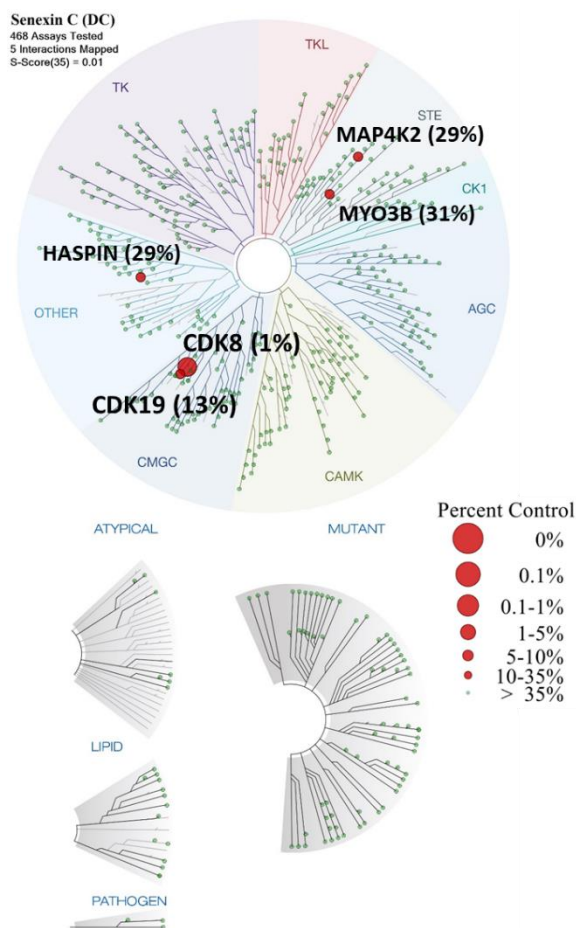 Senexin C (DC)
468 Assays Tested
5 Interactions Mapped
S-Score(35) = 0.01
TKL
TK
STE
MAP4K2 (29%)
CK1
MYO3B (31%)
HASPIN (29%)
AGC
OTHER
CDK8 (1%)
CDK19 (13%)
CMGC
CAMK
Percent Control
0%
0.1%
0.1-1%
1-5%
5-10%
10-35%
> 35%
ATYPICAL
MUTANT
LIPID
PATHOGEN